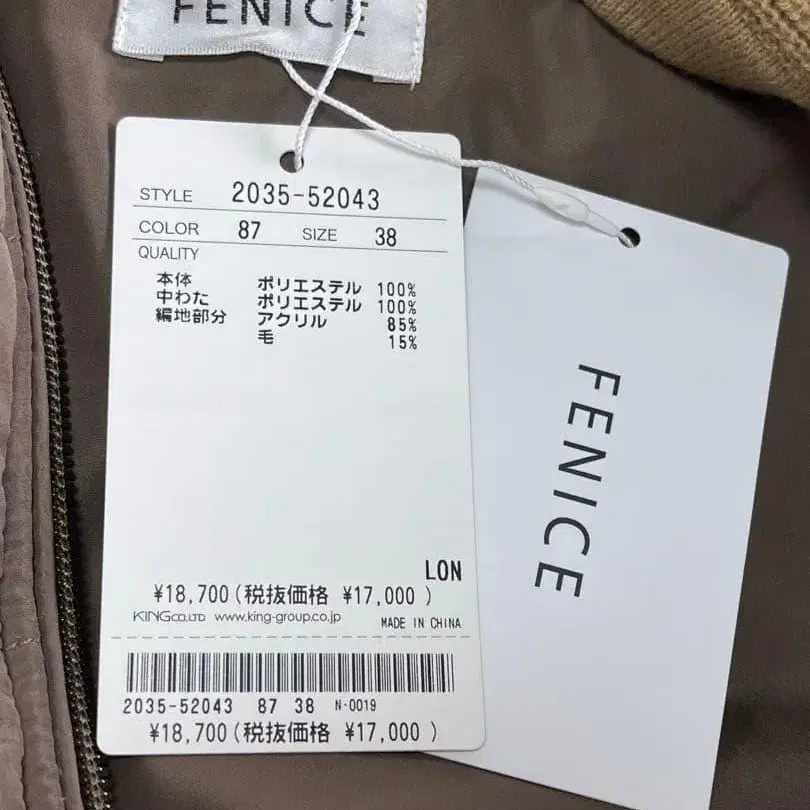 FENICE
STYLE 2035-52043
COLOR 87 SIZE 38
QUALITY
本体 ポリエステル 100%
中わた ポリエステル 100%
編地部分 アクリル 85%
毛 15%
LON
¥18,700(税抜価格 ¥17,000 )
KING CO.,LTD www.king-group.co.jp
MADE IN CHINA
2035-52043 87 38 N-0019
¥18,700(税抜価格 ¥17,000 )
FENICE